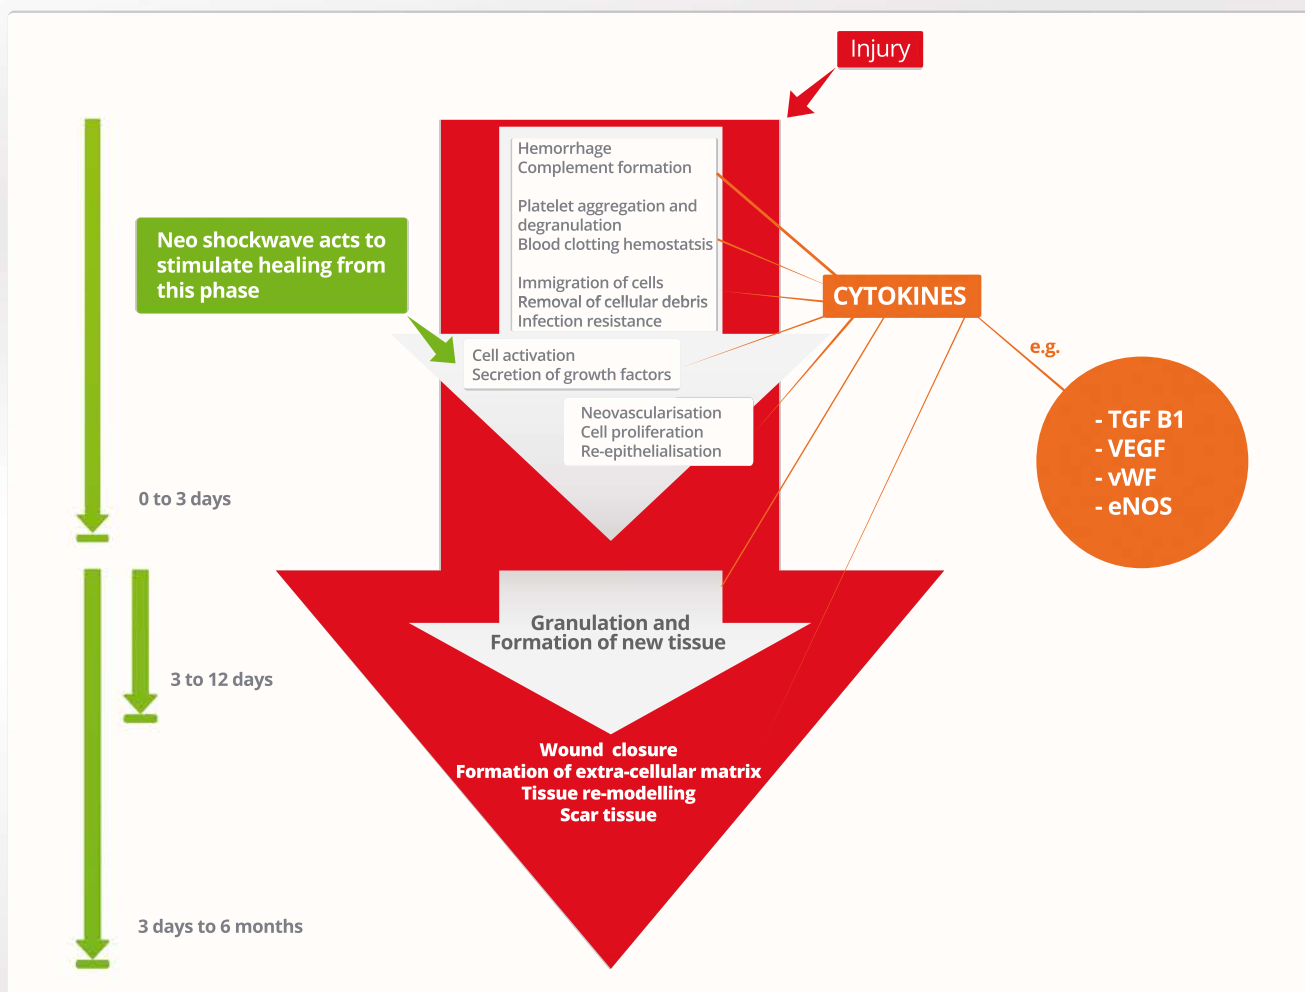 Injury
Hemorrhage
Complement formation
Platelet aggregation and
degranulation
Blood clotting hemostatsis
Immigration of cells
Removal of cellular debris
Infection resistance
Neo shockwave acts to
stimulate healing from
this phase
CYTOKINES
e.g.
- TGF B1
- VEGF
- vWF
- eNOS
Cell activation
Secretion of growth factors
Neovascularisation
Cell proliferation
Re-epithelialisation
0 to 3 days
Granulation and
Formation of new tissue
3 to 12 days
Wound closure
Formation of extra-cellular matrix
Tissue re-modelling
Scar tissue
3 days to 6 months